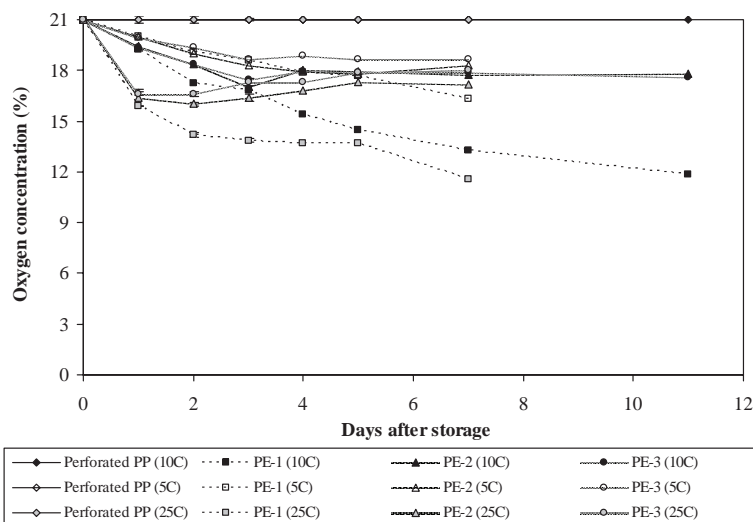 21
18
15
12
9
6
3
0
Oxygen concentration (%)
0 2 4 6 8 10 12
Days after storage
Perforated PP (10C) PE-1 (10C) PE-2 (10C) PE-3 (10C)
Perforated PP (5C) PE-1 (5C) PE-2 (5C) PE-3 (5C)
Perforated PP (25C) PE-1 (25C) PE-2 (25C) PE-3 (25C)